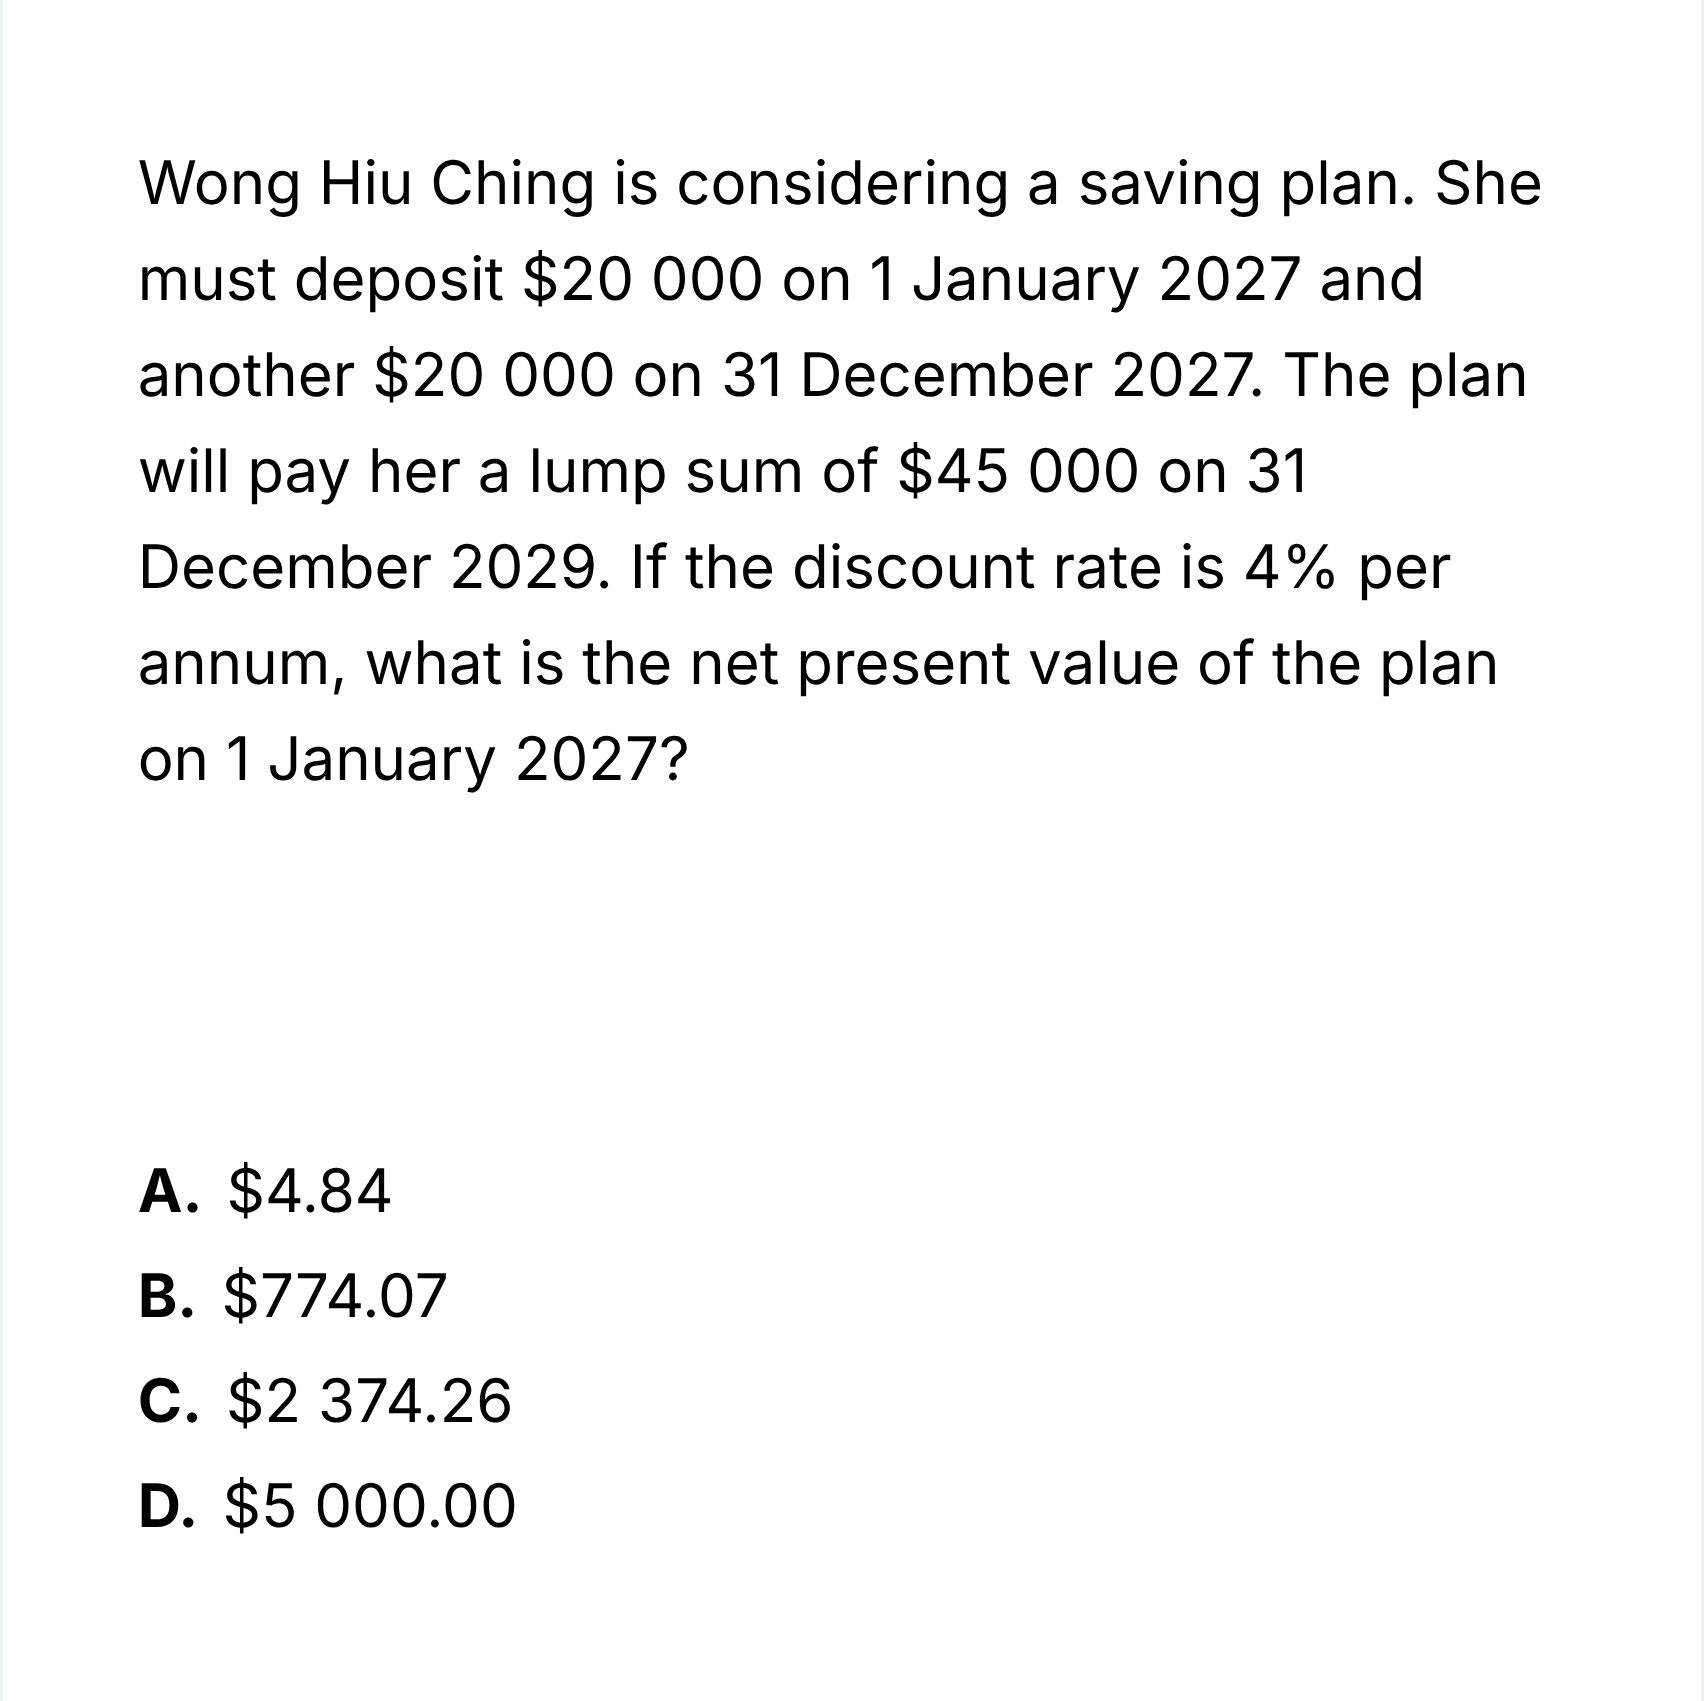 Wong Hiu Ching is considering a saving plan. She
must deposit $20 000 on 1 January 2027 and
another $20 000 on 31 December 2027. The plan
will pay her a lump sum of $45 000 on 31
December 2029. If the discount rate is 4% per
annum, what is the net present value of the plan
on 1 January 2027?
A. $4.84
B. $774.07
C. $2 374.26
D. $5 000.00